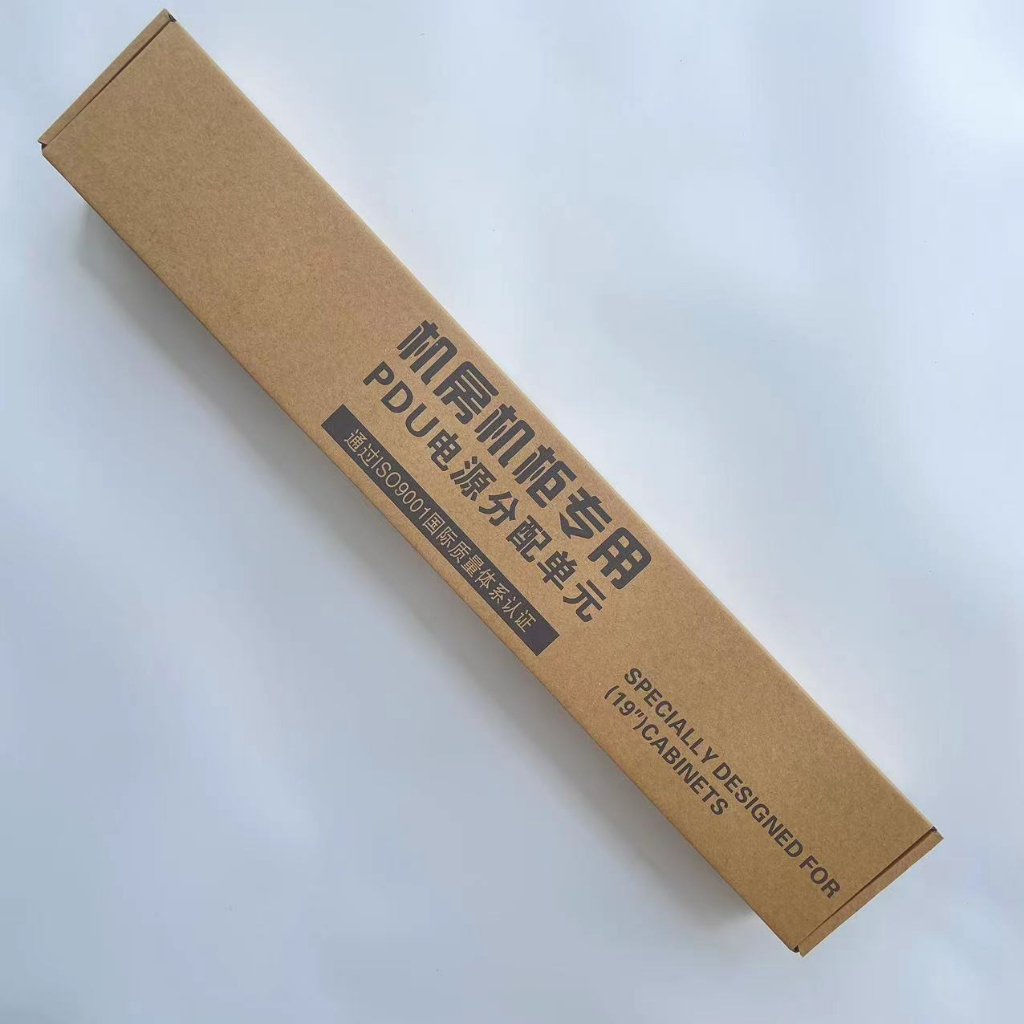 机房机柜专用
PDU电源分配单元
通过ISO9001国际质量体系认证
SPECIALLY DESIGNED FOR
(19")CABINETS